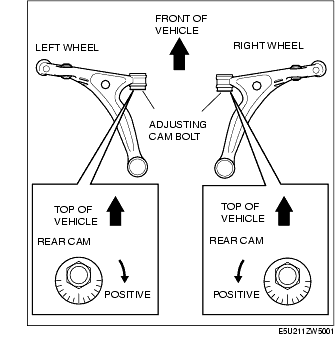 FRONT OF
VEHICLE
LEFT WHEEL
RIGHT WHEEL
ADJUSTING
CAM BOLT
TOP OF
VEHICLE
REAR CAM
POSITIVE
TOP OF
VEHICLE
REAR CAM
POSITIVE
E5U211ZW5001